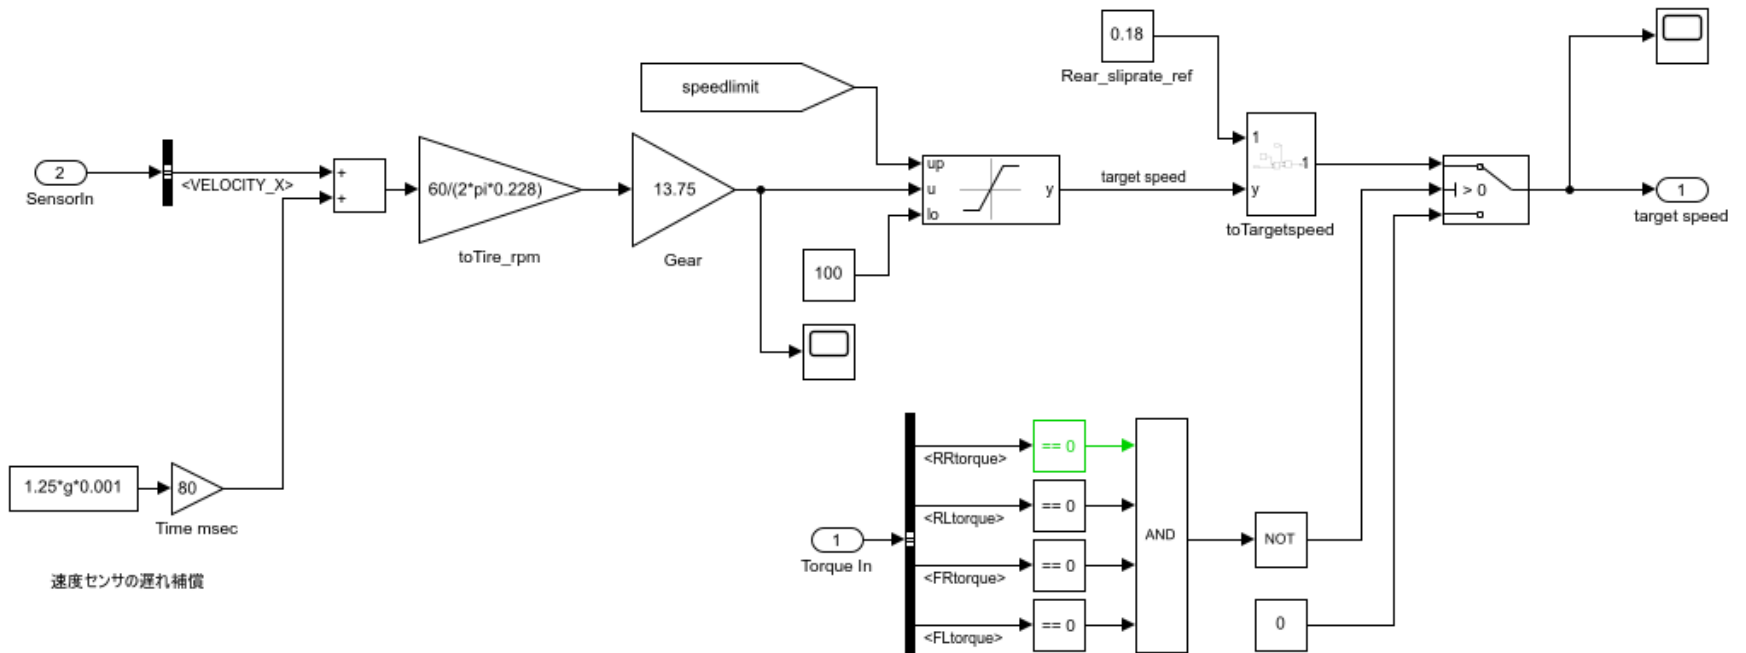 0.18
Rear_sliprate_ref
speedlimit
2
SensorIn
<VELOCITY_X>
+
+
60/(2*pi*0.228)
toTire_rpm
13.75
Gear
up
u
lo
y
target speed
1
y
1
toTargetspeed
> 0
1
target speed
100
1.25*g*0.001
80
Time msec
速度センサの遅れ補償
1
Torque In
<RRtorque>
== 0
<RLtorque>
== 0
<FRtorque>
== 0
<FLtorque>
== 0
AND
NOT
0